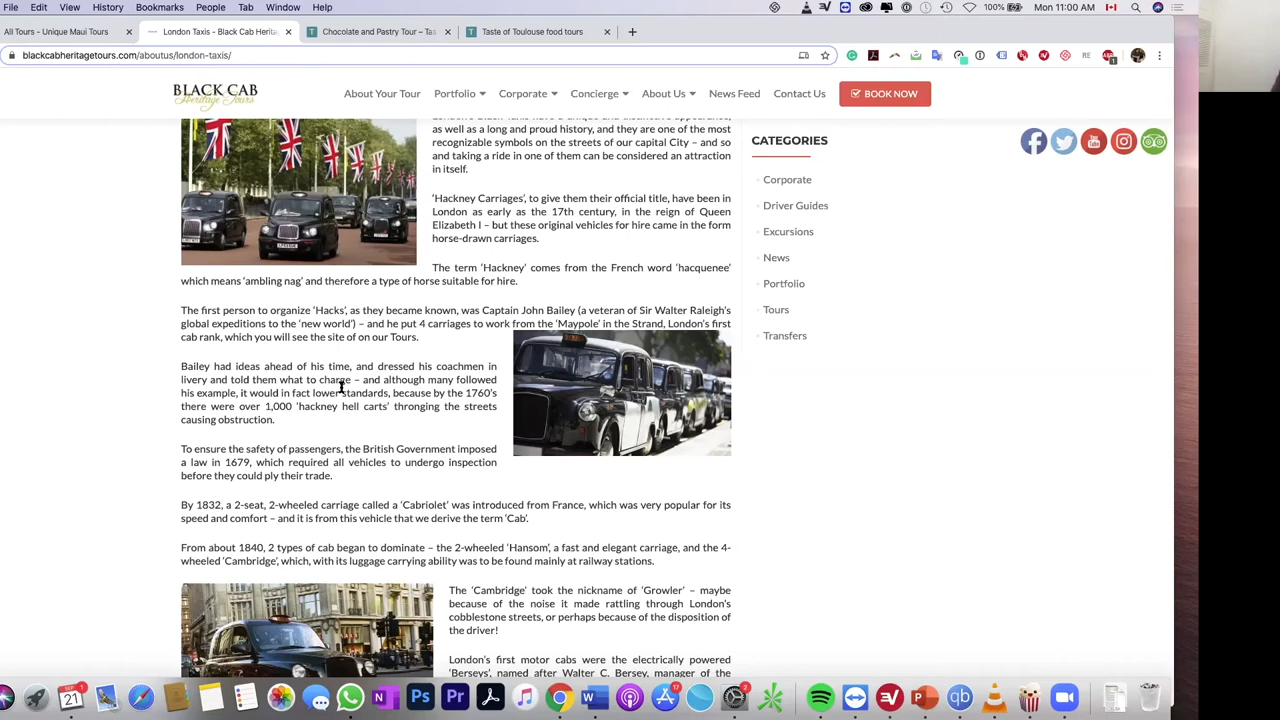 File Edit View History Bookmarks People Tab Window Help 100% Mon 11:00 AM
All Tours - Unique Maui Tours × London Taxis - Black Cab Herita × Chocolate and Pastry Tour – Tas × Taste of Toulouse food tours × +
blackcabheritagetours.com/aboutus/london-taxis/
BLACK CAB
Heritage Tours
About Your Tour Portfolio Corporate Concierge About Us News Feed Contact Us BOOK NOW
as well as a long and proud history, and they are one of the most
recognizable symbols on the streets of our capital City – and so
and taking a ride in one of them can be considered an attraction
in itself.
‘Hackney Carriages’, to give them their official title, have been in
London as early as the 17th century, in the reign of Queen
Elizabeth I – but these original vehicles for hire came in the form
horse-drawn carriages.
The term ‘Hackney’ comes from the French word ‘hacquenee’
which means ‘ambling nag’ and therefore a type of horse suitable for hire.
The first person to organize ‘Hacks’, as they became known, was Captain John Bailey (a veteran of Sir Walter Raleigh’s
global expeditions to the ‘new world’) – and he put 4 carriages to work from the ‘Maypole’ in the Strand, London’s first
cab rank, which you will see the site of on our Tours.
Bailey had ideas ahead of his time, and dressed his coachmen in
livery and told them what to charge – and although many followed
his example, it would in fact lower standards, because by the 1760’s
there were over 1,000 ‘hackney hell carts’ thronging the streets
causing obstruction.
To ensure the safety of passengers, the British Government imposed
a law in 1679, which required all vehicles to undergo inspection
before they could ply their trade.
By 1832, a 2-seat, 2-wheeled carriage called a ‘Cabriolet’ was introduced from France, which was very popular for its
speed and comfort – and it is from this vehicle that we derive the term ‘Cab’.
From about 1840, 2 types of cab began to dominate – the 2-wheeled ‘Hansom’, a fast and elegant carriage, and the 4-
wheeled ‘Cambridge’, which, with its luggage carrying ability was to be found mainly at railway stations.
The ‘Cambridge’ took the nickname of ‘Growler’ – maybe
because of the noise it made rattling through London’s
cobblestone streets, or perhaps because of the disposition of
the driver!
London’s first motor cabs were the electrically powered
‘Berseys’, named after Walter C. Bersey, manager of the
CATEGORIES
Corporate
Driver Guides
Excursions
News
Portfolio
Tours
Transfers
SEP 21
Ps
Pr
17
2
qb